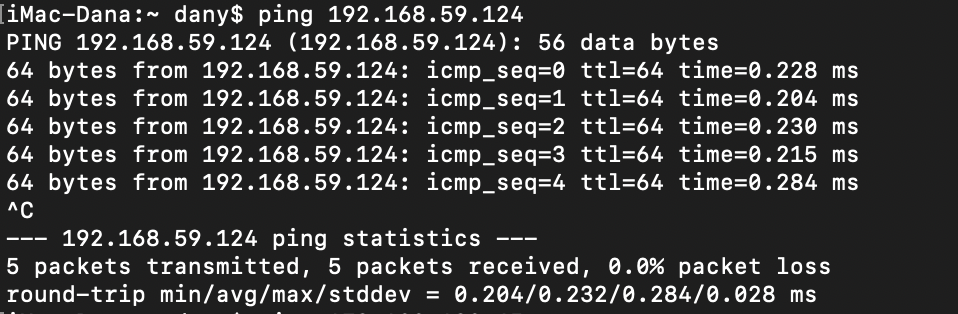 iMac-Dana:~ dany$ ping 192.168.59.124
PING 192.168.59.124 (192.168.59.124): 56 data bytes
64 bytes from 192.168.59.124: icmp_seq=0 ttl=64 time=0.228 ms
64 bytes from 192.168.59.124: icmp_seq=1 ttl=64 time=0.204 ms
64 bytes from 192.168.59.124: icmp_seq=2 ttl=64 time=0.230 ms
64 bytes from 192.168.59.124: icmp_seq=3 ttl=64 time=0.215 ms
64 bytes from 192.168.59.124: icmp_seq=4 ttl=64 time=0.284 ms
^C
--- 192.168.59.124 ping statistics ---
5 packets transmitted, 5 packets received, 0.0% packet loss
round-trip min/avg/max/stddev = 0.204/0.232/0.284/0.028 ms